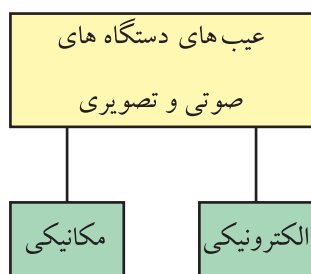 عیب‌های دستگاه های
صوتی و تصویری
الکترونیکی
مکانیکی